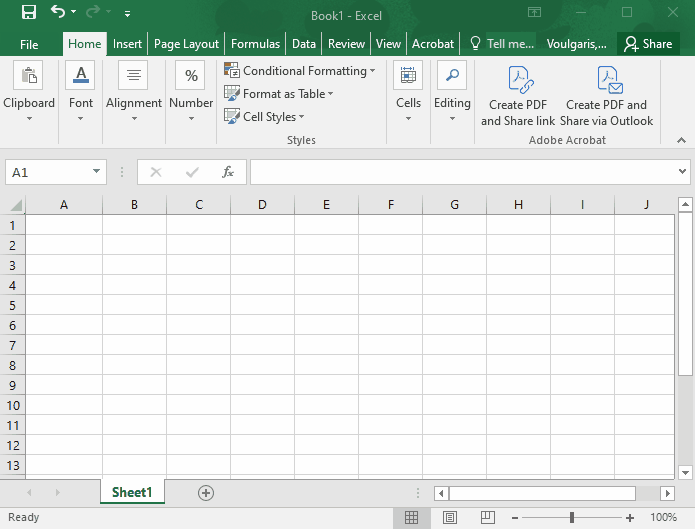 Book1 - Excel
File Home Insert Page Layout Formulas Data Review View Acrobat Tell me... Voulgaris,... Share
Clipboard Font Alignment Number
Conditional Formatting
Format as Table
Cell Styles
Styles
Cells Editing
Create PDF and Share link
Create PDF and Share via Outlook
Adobe Acrobat
A1 fx
A B C D E F G H I J
1
2
3
4
5
6
7
8
9
10
11
12
13
Sheet1
Ready 100%